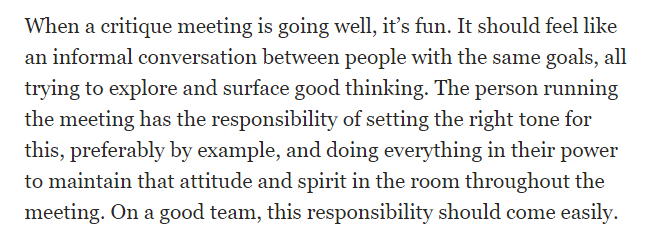 When a critique meeting is going well, it’s fun. It should feel like
an informal conversation between people with the same goals, all
trying to explore and surface good thinking. The person running
the meeting has the responsibility of setting the right tone for
this, preferably by example, and doing everything in their power
to maintain that attitude and spirit in the room throughout the
meeting. On a good team, this responsibility should come easily.